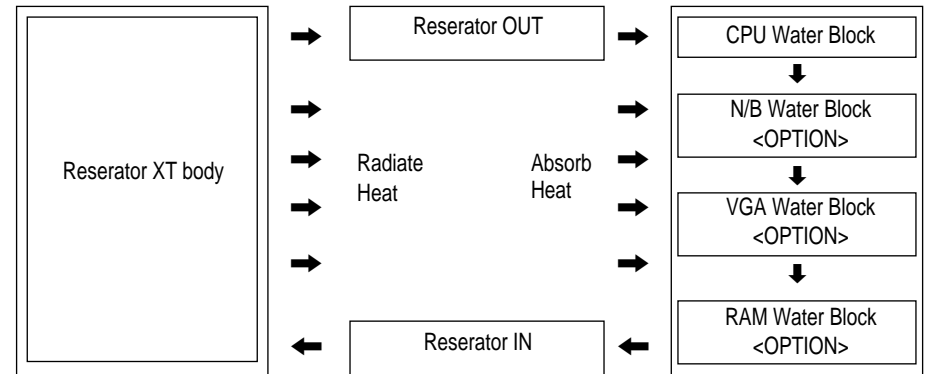 Reserator XT body
Reserator OUT
Radiate
Heat
Absorb
Heat
Reserator IN
CPU Water Block
N/B Water Block
<OPTION>
VGA Water Block
<OPTION>
RAM Water Block
<OPTION>